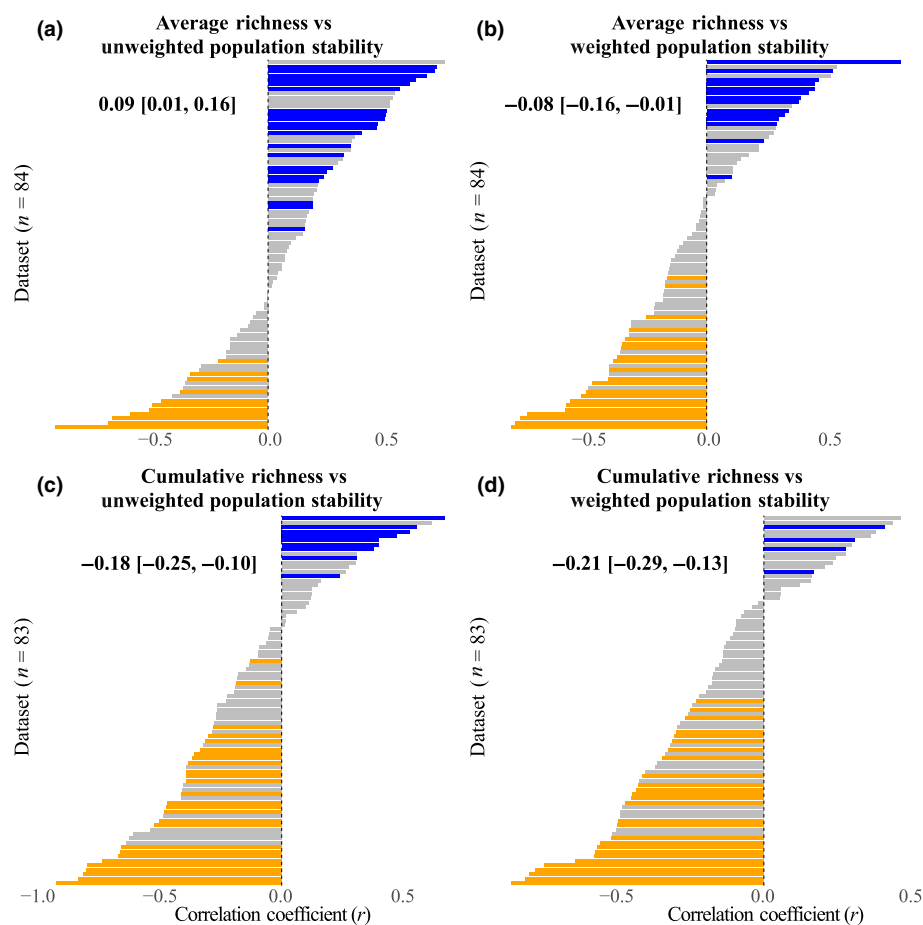 (a)
Average richness vs
unweighted population stability
0.09 [0.01, 0.16]
Dataset (n = 84)
−0.5
0.0
0.5
(b)
Average richness vs
weighted population stability
−0.08 [−0.16, −0.01]
Dataset (n = 84)
−0.5
0.0
0.5
(c)
Cumulative richness vs
unweighted population stability
−0.18 [−0.25, −0.10]
Dataset (n = 83)
−1.0
−0.5
0.0
0.5
Correlation coefficient (r)
(d)
Cumulative richness vs
weighted population stability
−0.21 [−0.29, −0.13]
Dataset (n = 83)
−0.5
0.0
0.5
Correlation coefficient (r)